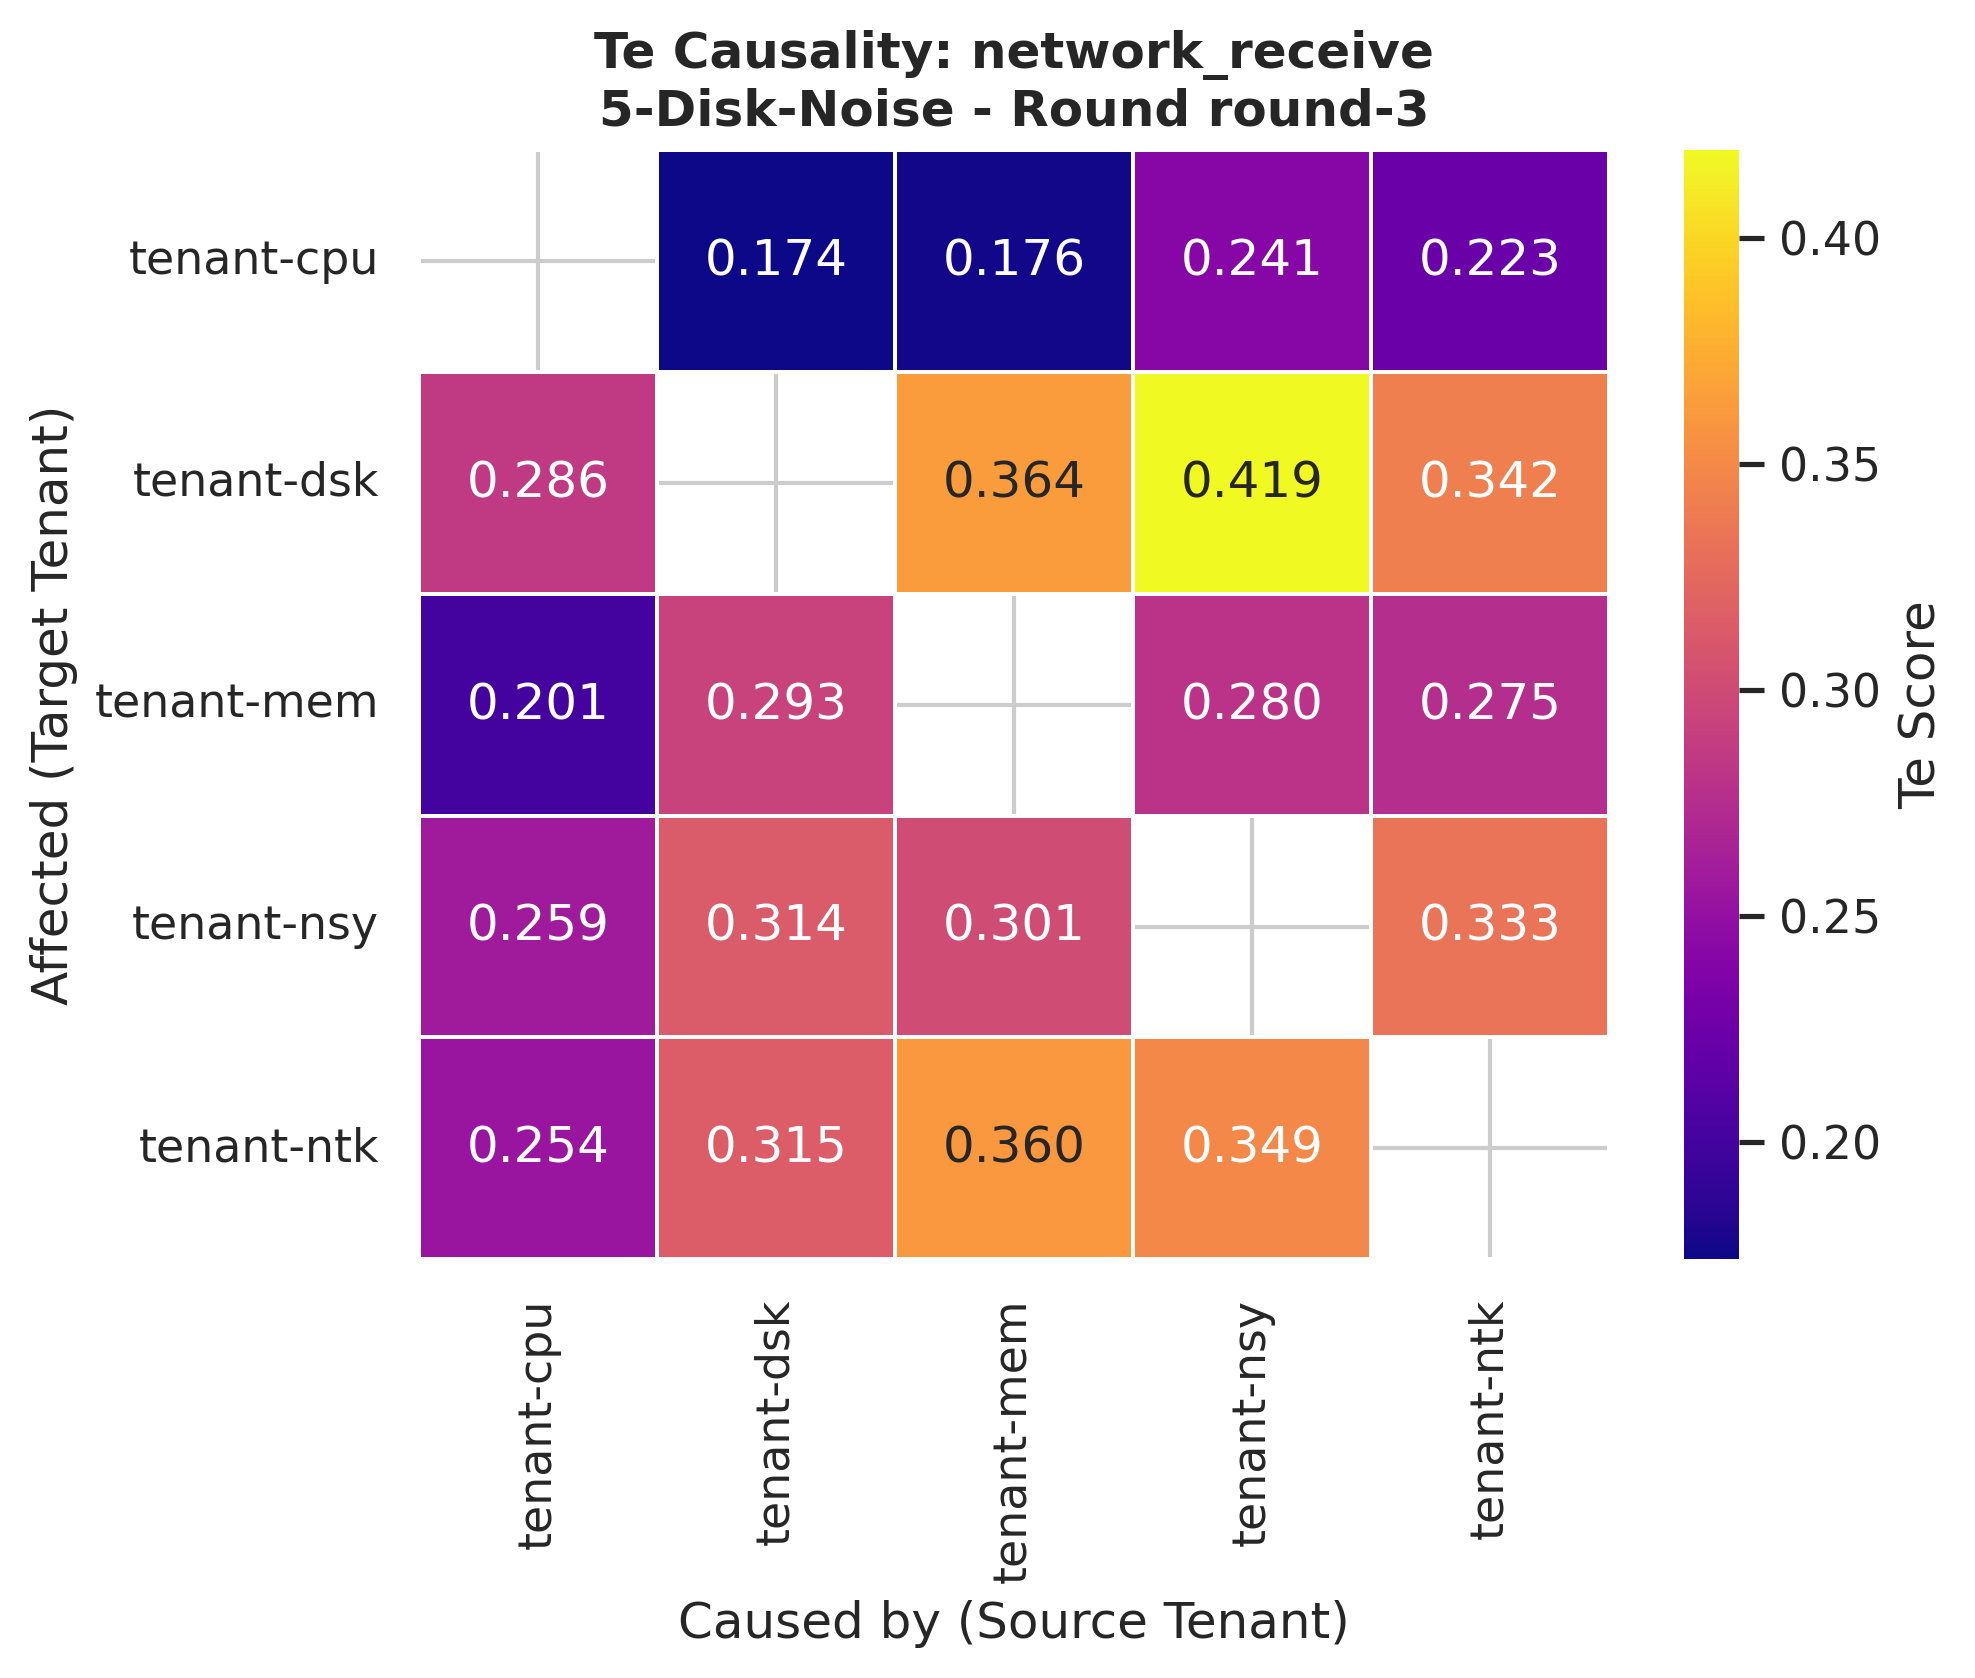 Te Causality: network_receive
5-Disk-Noise - Round round-3
Affected (Target Tenant)
tenant-cpu
0.174 0.176 0.241 0.223
tenant-dsk
0.286 0.364 0.419 0.342
tenant-mem
0.201 0.293 0.280 0.275
tenant-nsy
0.259 0.314 0.301 0.333
tenant-ntk
0.254 0.315 0.360 0.349
tenant-cpu
tenant-dsk
tenant-mem
tenant-nsy
tenant-ntk
Caused by (Source Tenant)
0.40
0.35
0.30
0.25
0.20
Te Score